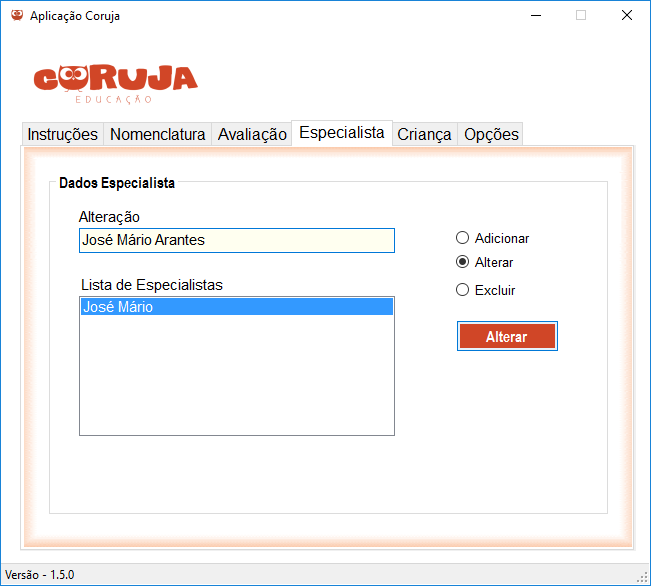 Aplicação Coruja
CORUJA
EDUCAÇÃO
Instruções Nomenclatura Avaliação Especialista Criança Opções
Dados Especialista
Alteração
José Mário Arantes
Adicionar
Alterar
Lista de Especialistas
Excluir
José Mário
Alterar
Versão - 1.5.0